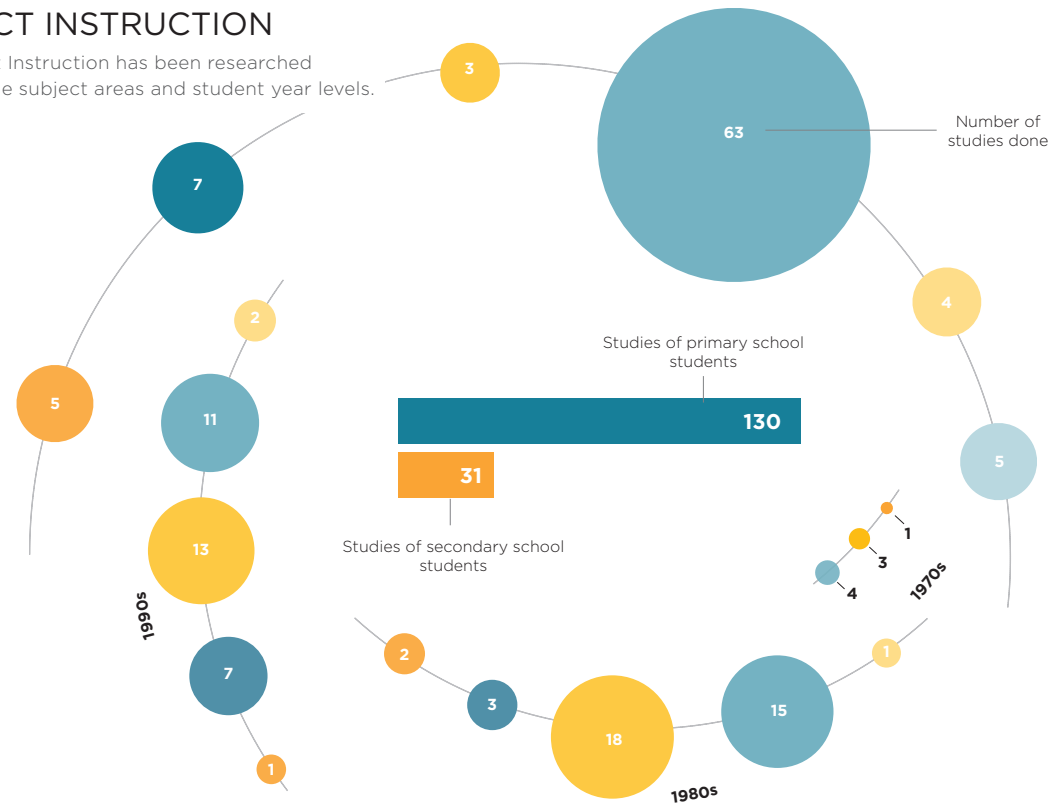 CT INSTRUCTION
Instruction has been researched
e subject areas and student year levels.
3
63
Number of
studies done
7
4
2
5
11
5
13
7
1
1990s
Studies of primary school
students
130
31
Studies of secondary school
students
1
3
4
1970s
2
3
18
15
1
1980s